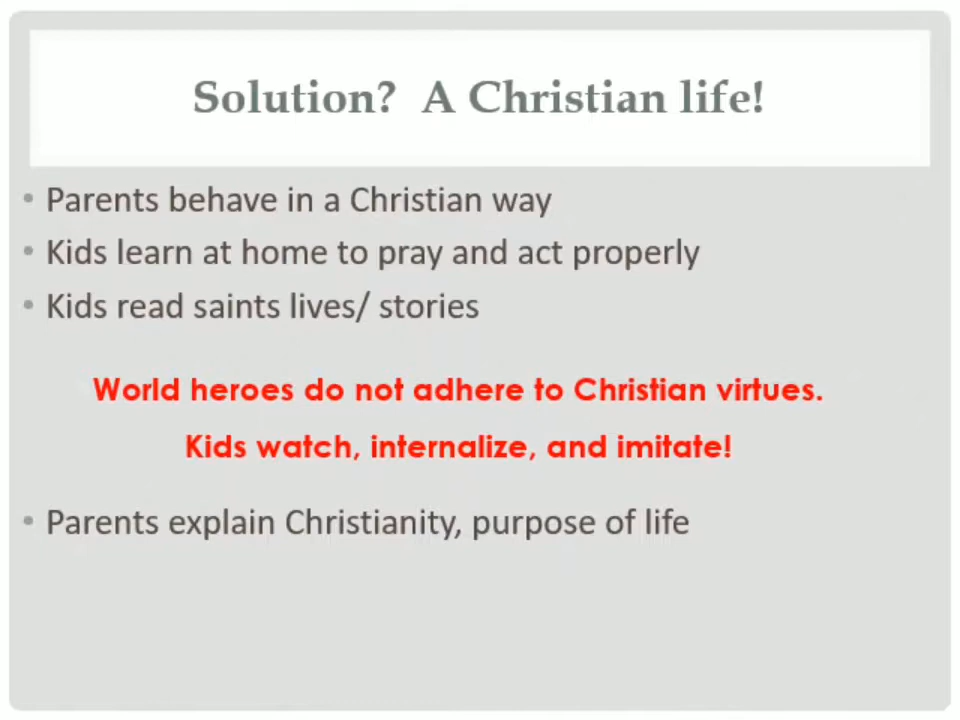 Solution? A Christian life!
• Parents behave in a Christian way
• Kids learn at home to pray and act properly
• Kids read saints lives/ stories
World heroes do not adhere to Christian virtues.
Kids watch, internalize, and imitate!
• Parents explain Christianity, purpose of life